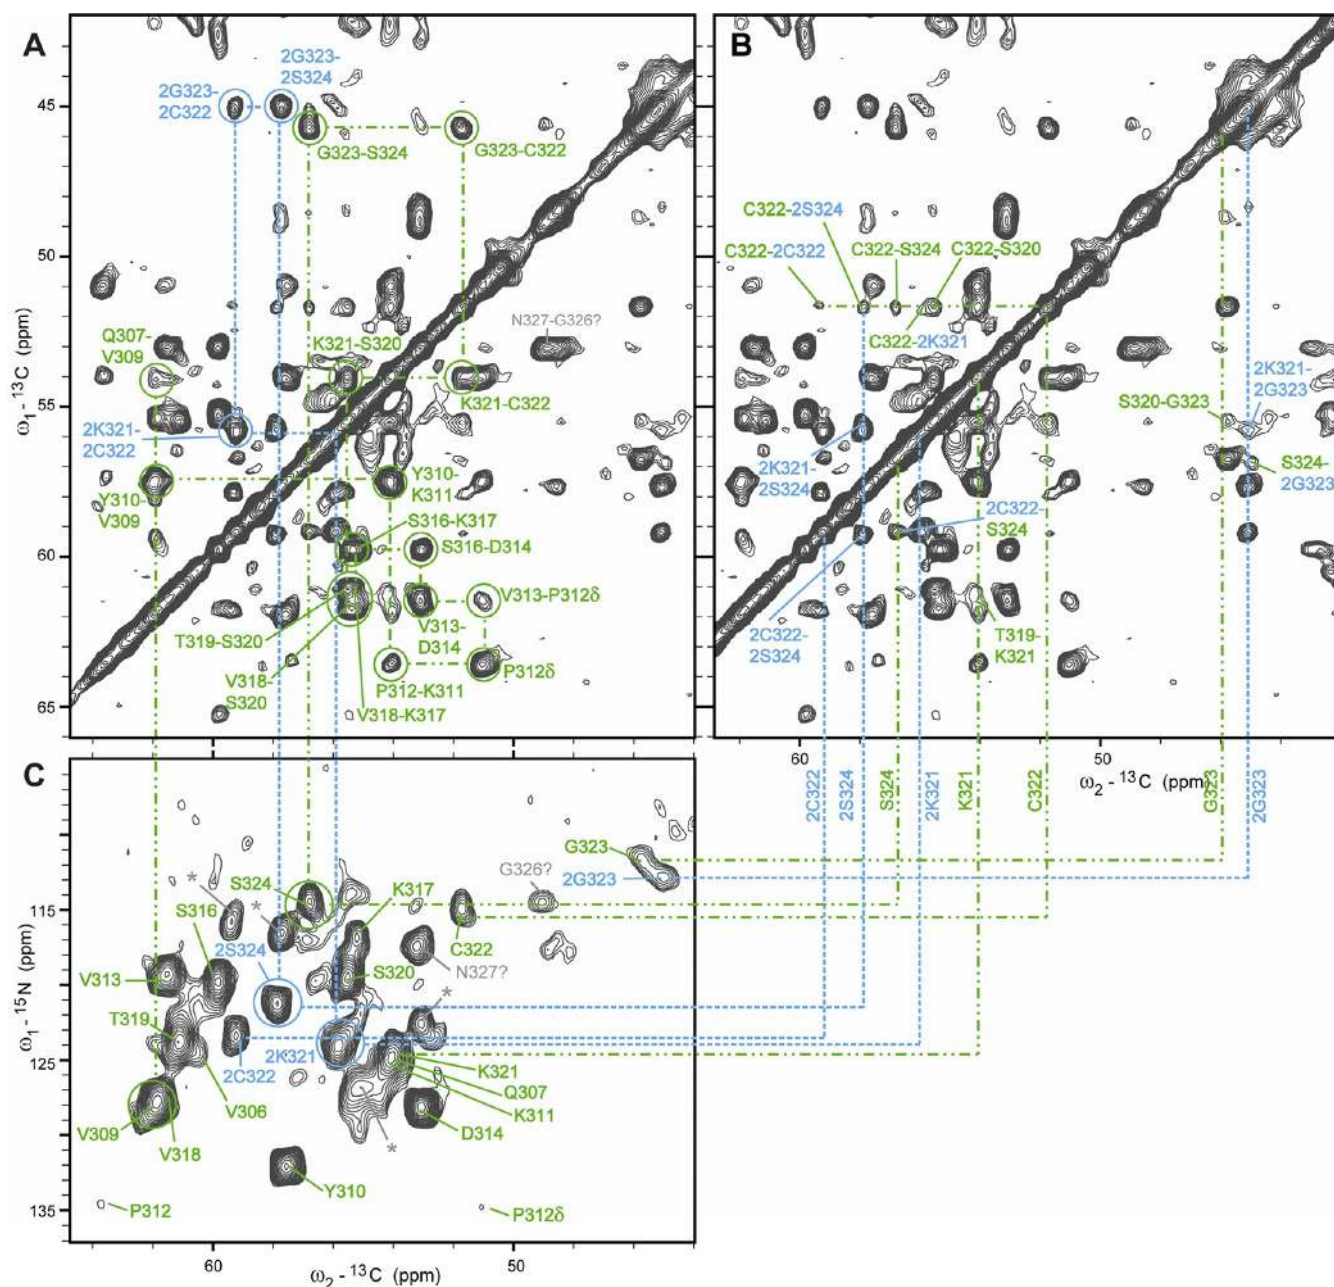 A
2G323-
2S324
2G323-
2C322
G323-S324
G323-C322
45
50
55
60
65
ω1 - 13C (ppm)
Q307-
V309
K321-S320
N327-G326?
K321-C322
2K321-
2C322
Y310-
V309
Y310-
K311
S316-K317
S316-D314
V313-P312δ
T319-S320
V313-
D314
V318-
S320
P312-K311
P312δ
V318-K317
B
C322-2S324
C322-2C322
C322-S324
C322-S320
C322-2K321
2K321-
2G323
S320-G323
S324-
2G323
2K321-
2S324
2C322-
S324
2C322-
2S324
T319-
K321
60
50
ω2 - 13C (ppm)
2C322
2S324
S324
2K321
K321
C322
G323
2G323
C
G323
2G323
G326?
*
S324
*
K317
S316
C322
2S324
N327?
S320
V313
*
T319
2K321
2C322
K321
Q307
V306
K311
V309
V318
D314
*
Y310
P312
P312δ
115
125
135
ω1 - 15N (ppm)
60
50
ω2 - 13C (ppm)